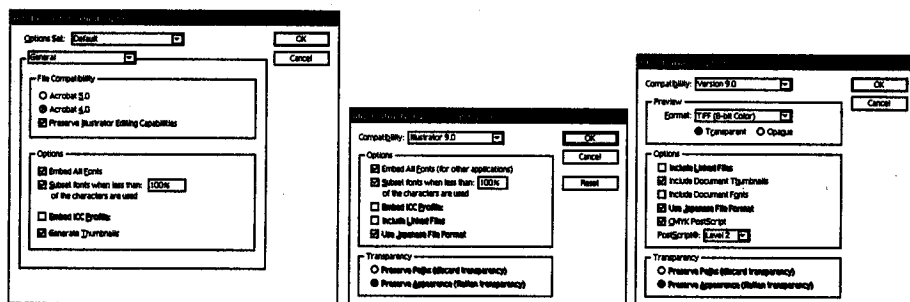 Options Set: Default
OK
Cancel
General
File Compatibility
Acrobat 5.0
Acrobat 4.0
Preserve Illustrator Editing Capabilities
Options
Embed All Fonts
Subset fonts when less than: 100%
of the characters are used
Embed ICC Profile
Generate Thumbnails
Compatibility: Illustrator 9.0
OK
Cancel
Reset
Options
Embed All Fonts (for other applications)
Subset fonts when less than: 100%
of the characters are used
Embed ICC Profile
Include Linked Files
Use Japanese File Format
Transparency
Preserve Paths (discard transparency)
Preserve Appearance (flatten transparency)
Compatibility: Version 9.0
OK
Cancel
Preview
Format: TIFF (8-bit Color)
Transparent Opaque
Options
Include Linked Files
Include Document Thumbnails
Include Document Fonts
Use Japanese File Format
CMYK PostScript
PostScript®: Level 2
Transparency
Preserve Paths (discard transparency)
Preserve Appearance (flatten transparency)